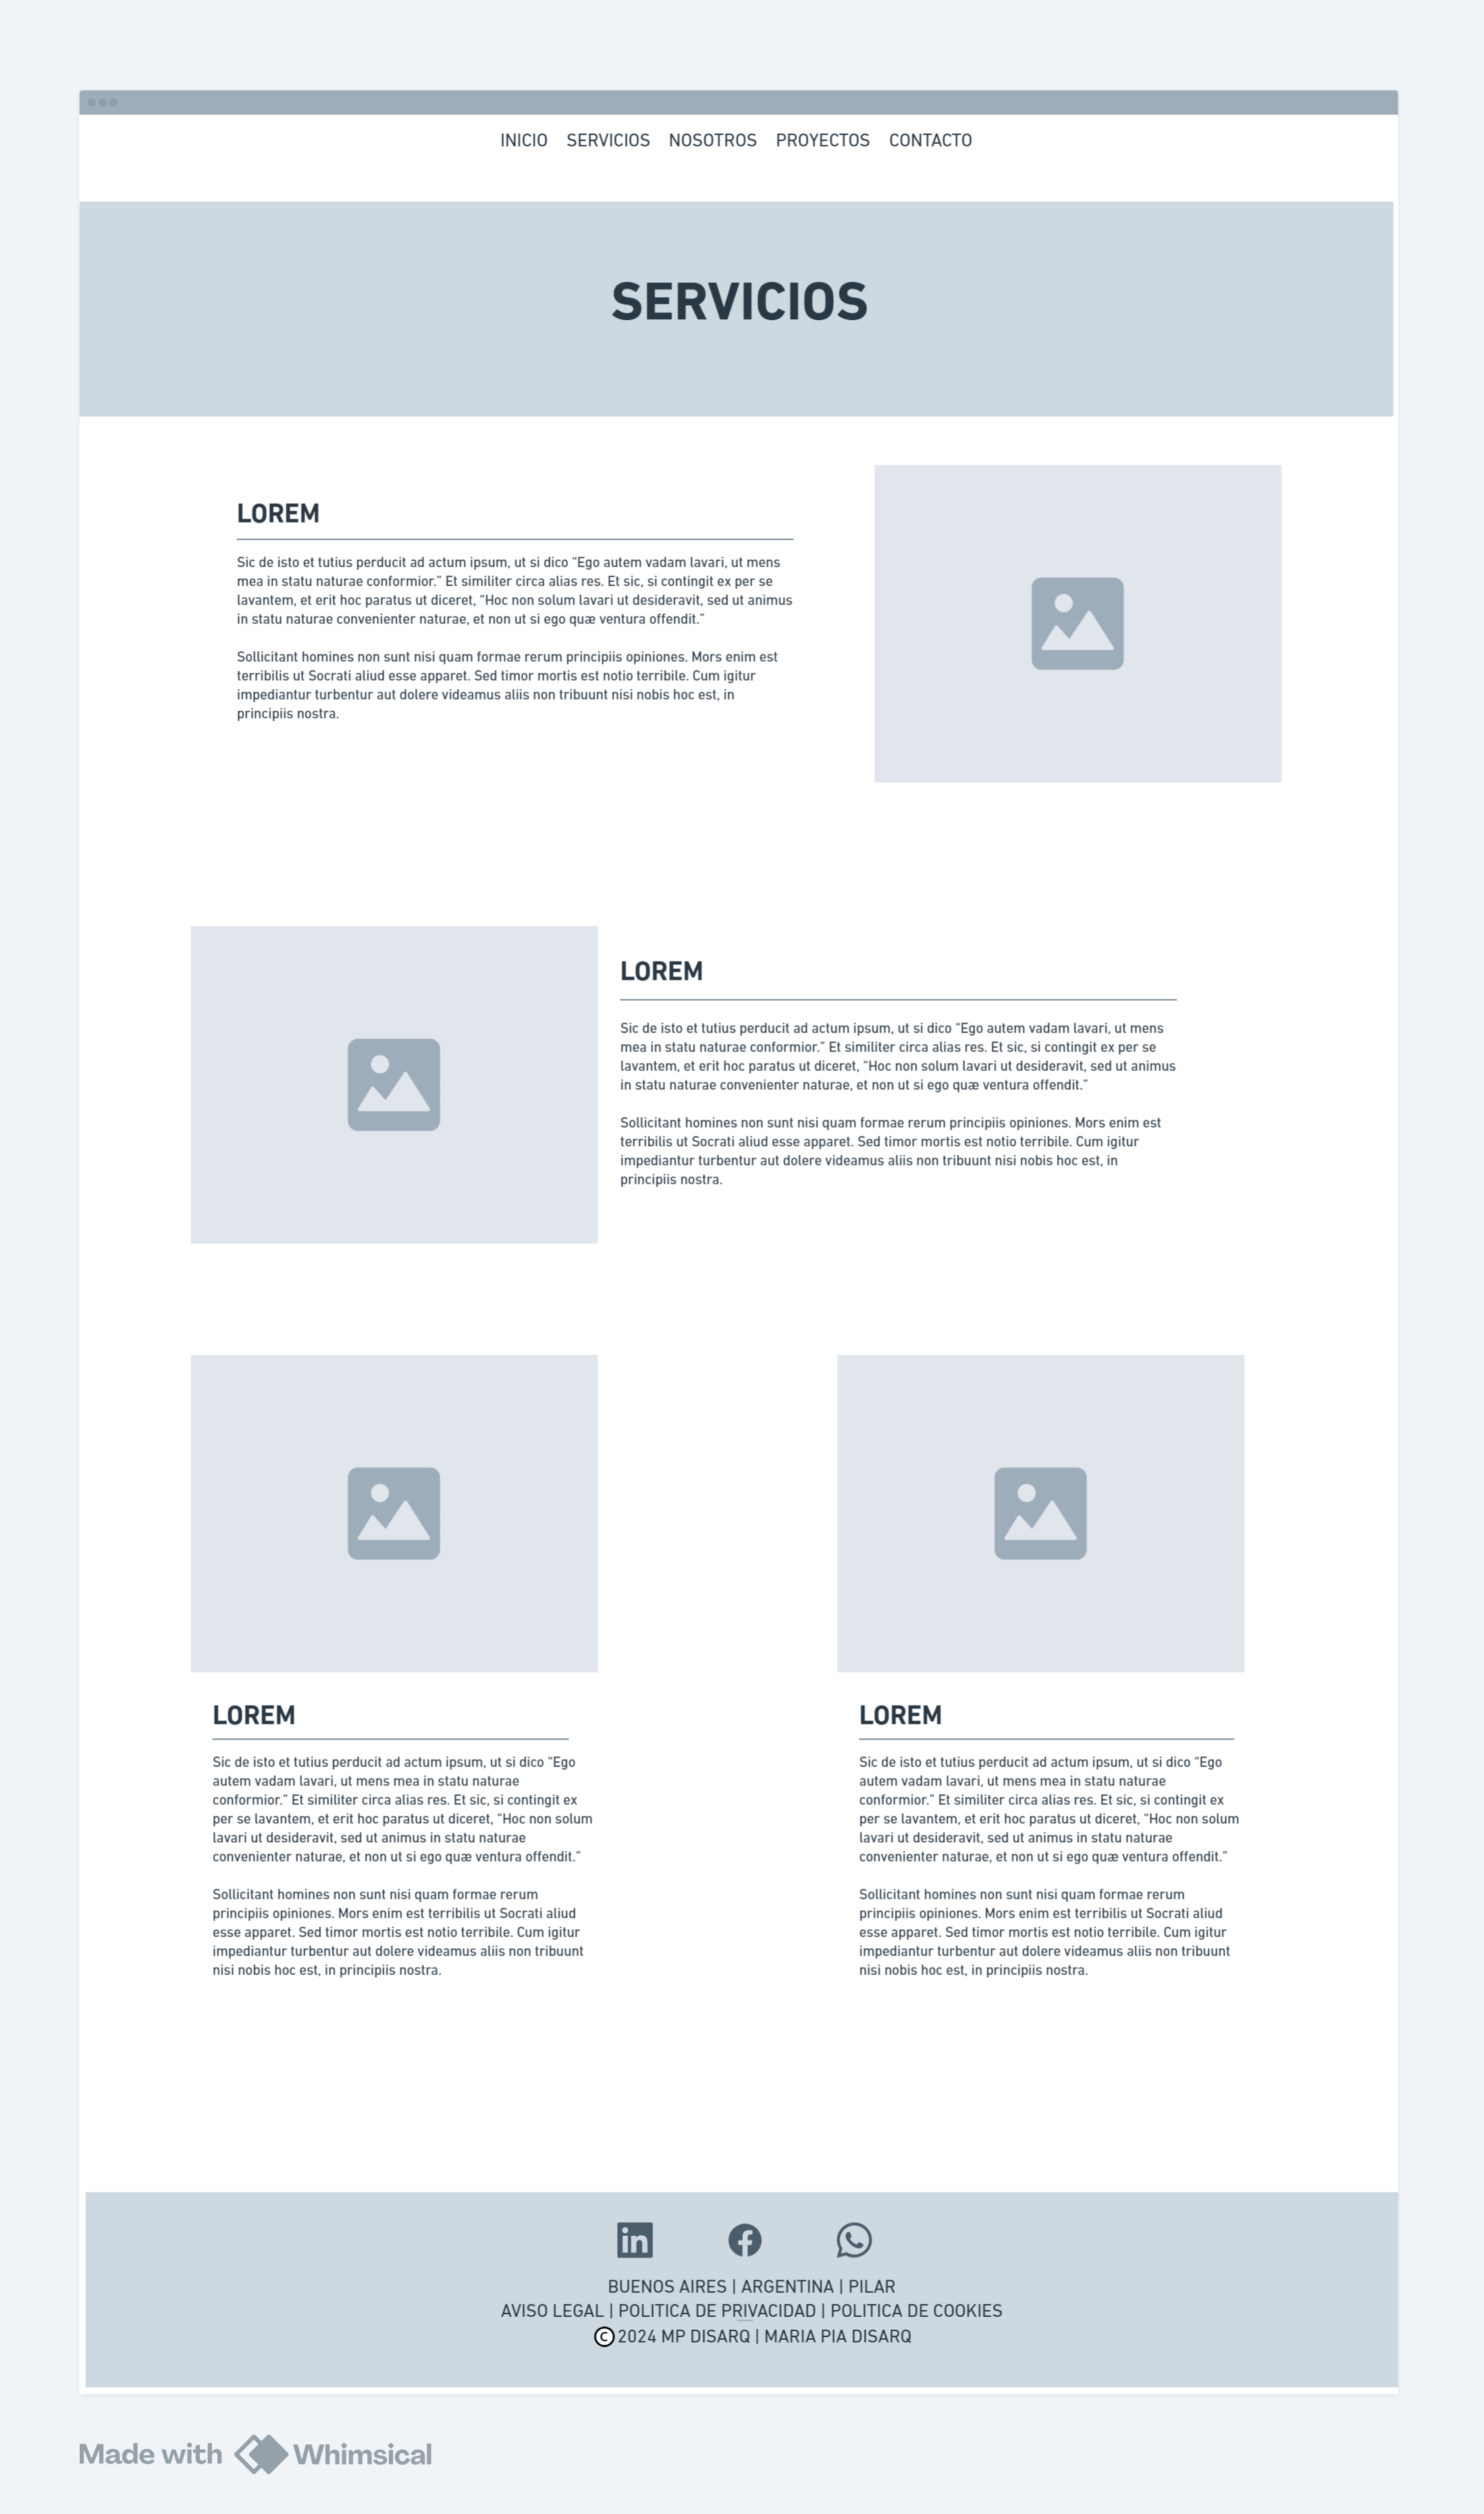 INICIO SERVICIOS NOSOTROS PROYECTOS CONTACTO
SERVICIOS
LOREM
Sic de isto et tutius perducit ad actum ipsum, ut si dico “Ego autem vadam lavari, ut mens
mea in statu naturae conformior.” Et similiter circa alias res. Et sic, si contingit ex per se
lavantem, et erit hoc paratus ut diceret, “Hoc non solum lavari ut desideravit, sed ut animus
in statu naturae convenienter naturae, et non ut si ego quæ ventura offendit.”
Sollicitant homines non sunt nisi quam formae rerum principiis opiniones. Mors enim est
terribilis ut Socrati aliud esse apparet. Sed timor mortis est notio terribile. Cum igitur
impediantur turbentur aut dolere videamus aliis non tribuunt nisi nobis hoc est, in
principiis nostra.
LOREM
Sic de isto et tutius perducit ad actum ipsum, ut si dico “Ego autem vadam lavari, ut mens
mea in statu naturae conformior.” Et similiter circa alias res. Et sic, si contingit ex per se
lavantem, et erit hoc paratus ut diceret, “Hoc non solum lavari ut desideravit, sed ut animus
in statu naturae convenienter naturae, et non ut si ego quæ ventura offendit.”
Sollicitant homines non sunt nisi quam formae rerum principiis opiniones. Mors enim est
terribilis ut Socrati aliud esse apparet. Sed timor mortis est notio terribile. Cum igitur
impediantur turbentur aut dolere videamus aliis non tribuunt nisi nobis hoc est, in
principiis nostra.
LOREM
Sic de isto et tutius perducit ad actum ipsum, ut si dico “Ego
autem vadam lavari, ut mens mea in statu naturae
conformior.” Et similiter circa alias res. Et sic, si contingit ex
per se lavantem, et erit hoc paratus ut diceret, “Hoc non solum
lavari ut desideravit, sed ut animus in statu naturae
convenienter naturae, et non ut si ego quæ ventura offendit.”
Sollicitant homines non sunt nisi quam formae rerum
principiis opiniones. Mors enim est terribilis ut Socrati aliud
esse apparet. Sed timor mortis est notio terribile. Cum igitur
impediantur turbentur aut dolere videamus aliis non tribuunt
nisi nobis hoc est, in principiis nostra.
LOREM
Sic de isto et tutius perducit ad actum ipsum, ut si dico “Ego
autem vadam lavari, ut mens mea in statu naturae
conformior.” Et similiter circa alias res. Et sic, si contingit ex
per se lavantem, et erit hoc paratus ut diceret, “Hoc non solum
lavari ut desideravit, sed ut animus in statu naturae
convenienter naturae, et non ut si ego quæ ventura offendit.”
Sollicitant homines non sunt nisi quam formae rerum
principiis opiniones. Mors enim est terribilis ut Socrati aliud
esse apparet. Sed timor mortis est notio terribile. Cum igitur
impediantur turbentur aut dolere videamus aliis non tribuunt
nisi nobis hoc est, in principiis nostra.
in f
BUENOS AIRES | ARGENTINA | PILAR
AVISO LEGAL | POLITICA DE PRIVACIDAD | POLITICA DE COOKIES
© 2024 MP DISARQ | MARIA PIA DISARQ
Made with Whimsical